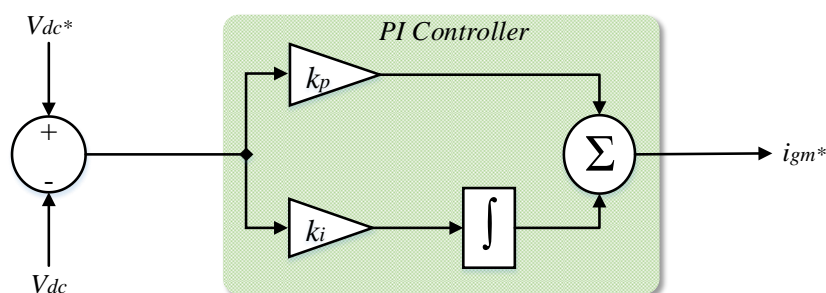 Vdc*
PI Controller
kp
+
-
Σ
igm*
ki
∫
Vdc